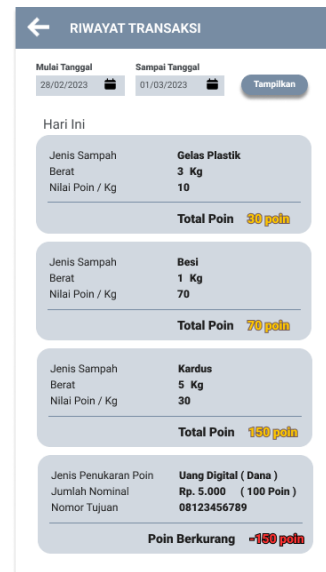 RIWAYAT TRANSAKSI
Mulai Tanggal Sampai Tanggal
28/02/2023 01/03/2023 Tampilkan
Hari Ini
Jenis Sampah Gelas Plastik
Berat 3 Kg
Nilai Poin / Kg 10
Total Poin 30 poin
Jenis Sampah Besi
Berat 1 Kg
Nilai Poin / Kg 70
Total Poin 70 poin
Jenis Sampah Kardus
Berat 5 Kg
Nilai Poin / Kg 30
Total Poin 150 poin
Jenis Penukaran Poin Uang Digital ( Dana )
Jumlah Nominal Rp. 5.000 ( 100 Poin )
Nomor Tujuan 08123456789
Poin Berkurang -150 poin